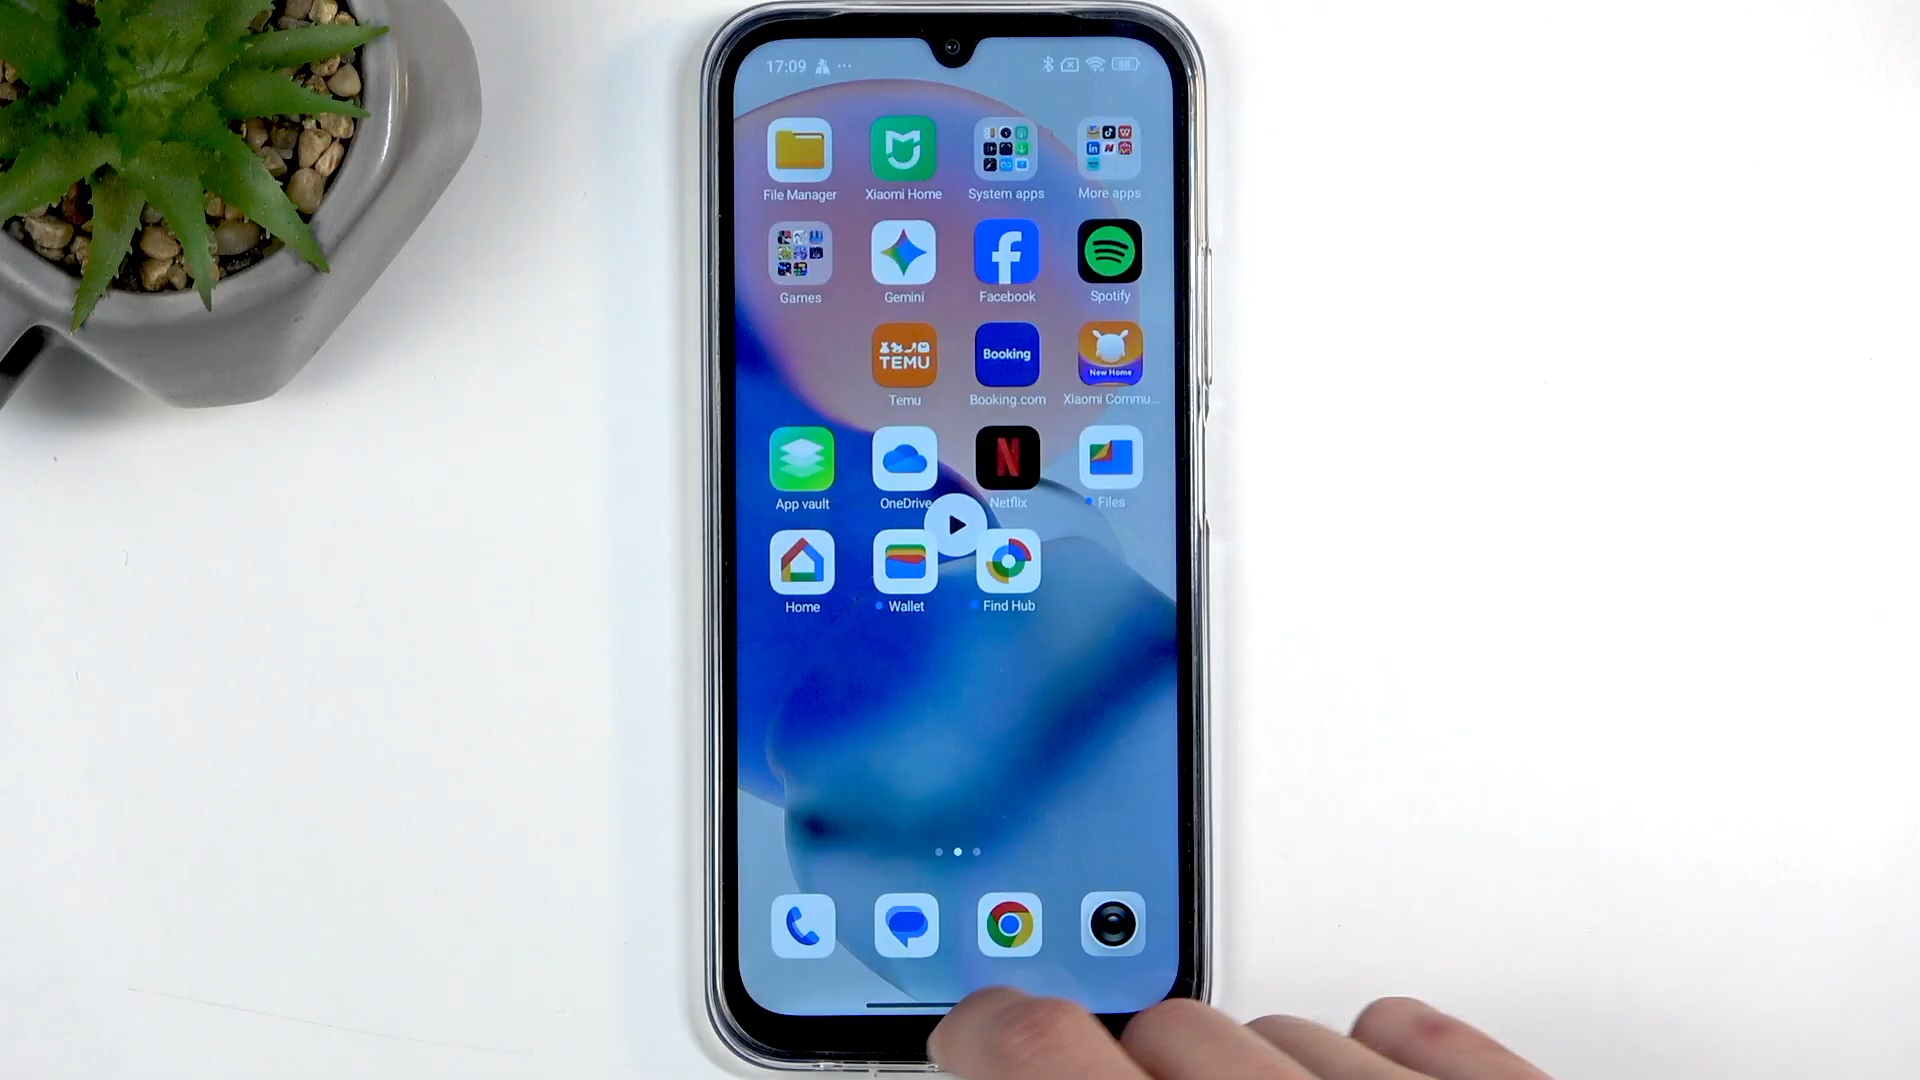 17:09 ...
88
File Manager Xiaomi Home System apps More apps
Games Gemini Facebook Spotify
TEMU Booking New Home
Temu Booking.com Xiaomi Commu...
App vault OneDrive Netflix Files
Home Wallet Find Hub